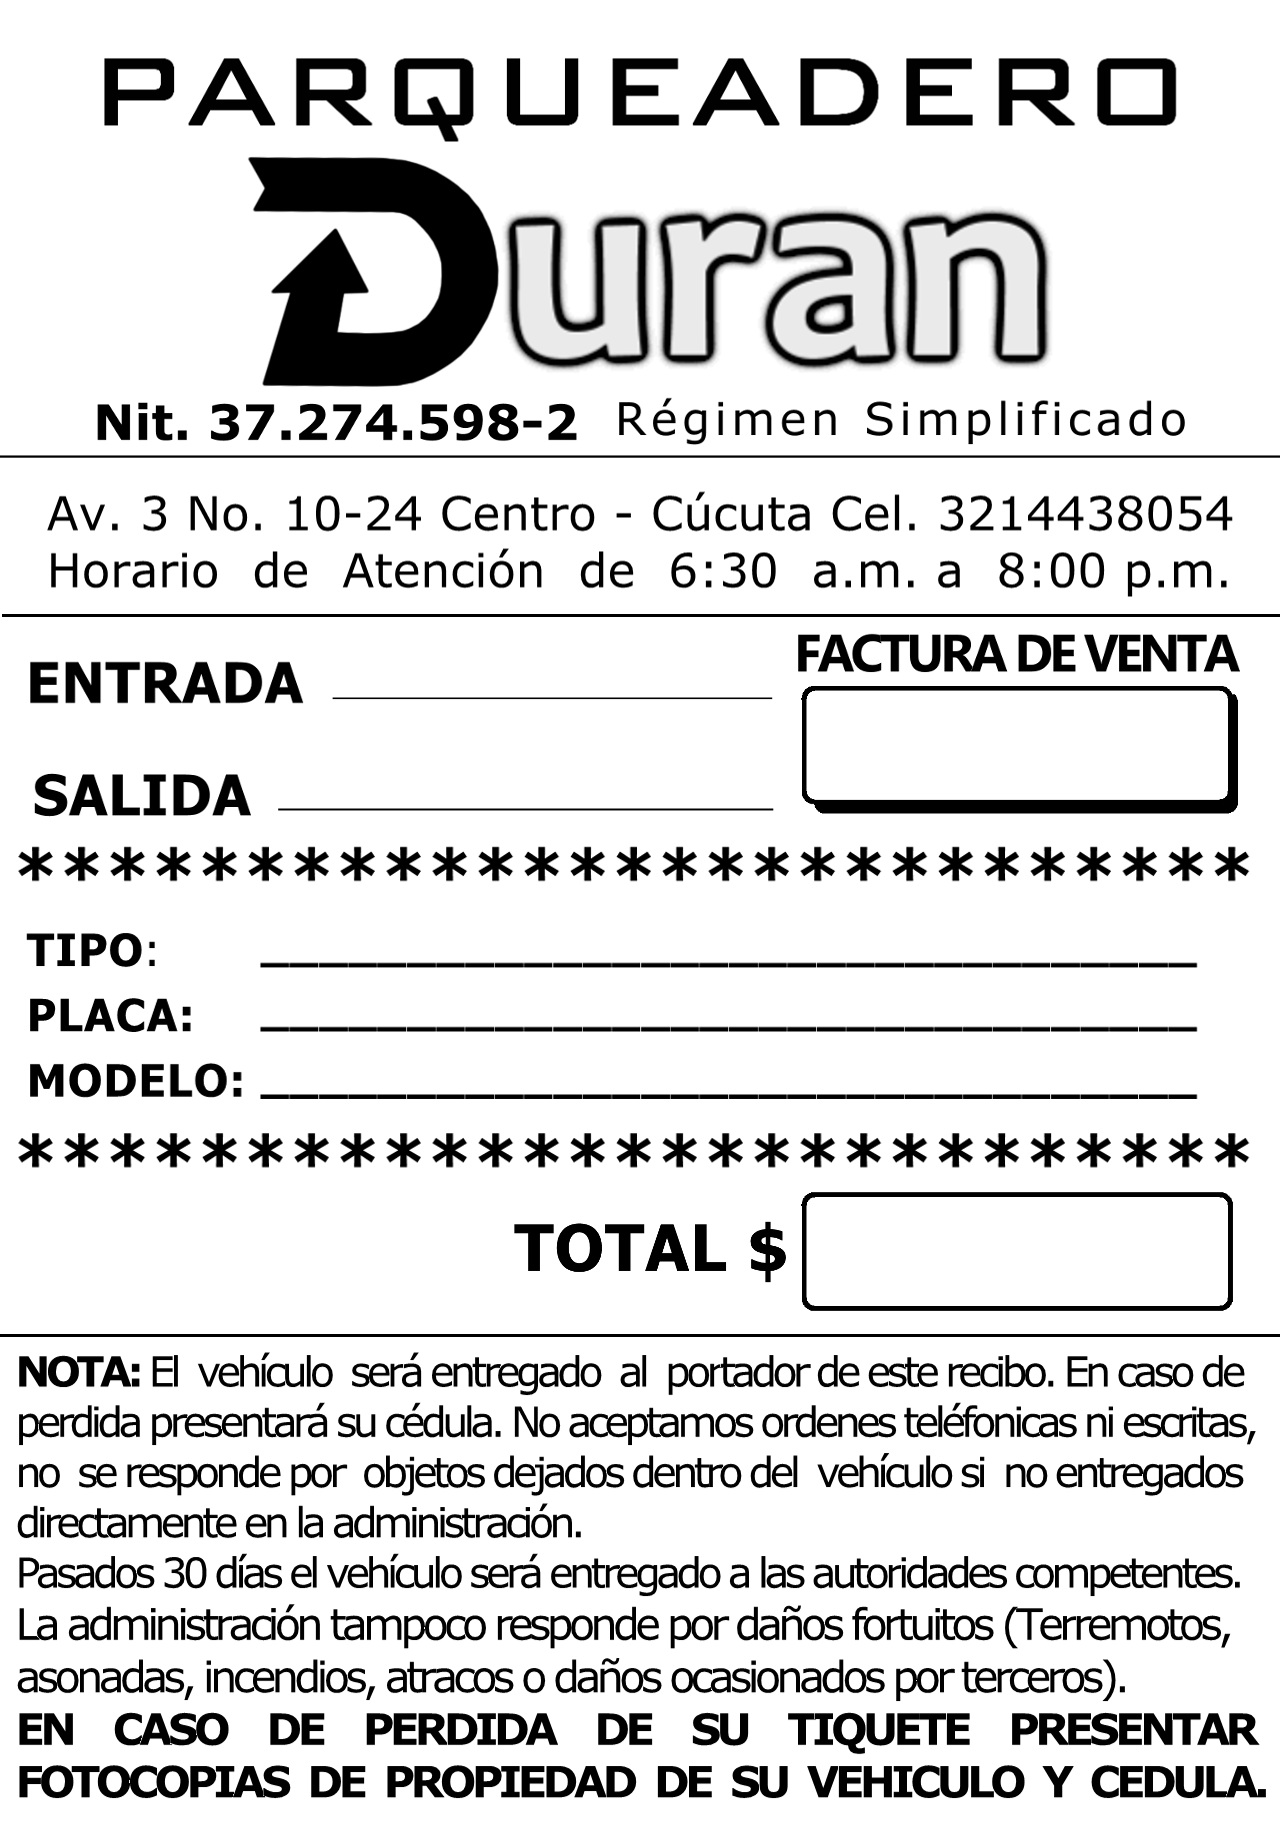 PARQUEADERO
Duran
Nit. 37.274.598-2 Régimen Simplificado
Av. 3 No. 10-24 Centro - Cúcuta Cel. 3214438054
Horario de Atención de 6:30 a.m. a 8:00 p.m.
FACTURA DE VENTA
ENTRADA
SALIDA
***************************
TIPO:
PLACA:
MODELO:
***************************
TOTAL $
NOTA: El vehículo será entregado al portador de este recibo. En caso de
perdida presentará su cédula. No aceptamos ordenes teléfonicas ni escritas,
no se responde por objetos dejados dentro del vehículo si no entregados
directamente en la administración.
Pasados 30 días el vehículo será entregado a las autoridades competentes.
La administración tampoco responde por daños fortuitos (Terremotos,
asonadas, incendios, atracos o daños ocasionados por terceros).
EN CASO DE PERDIDA DE SU TIQUETE PRESENTAR
FOTOCOPIAS DE PROPIEDAD DE SU VEHICULO Y CEDULA.